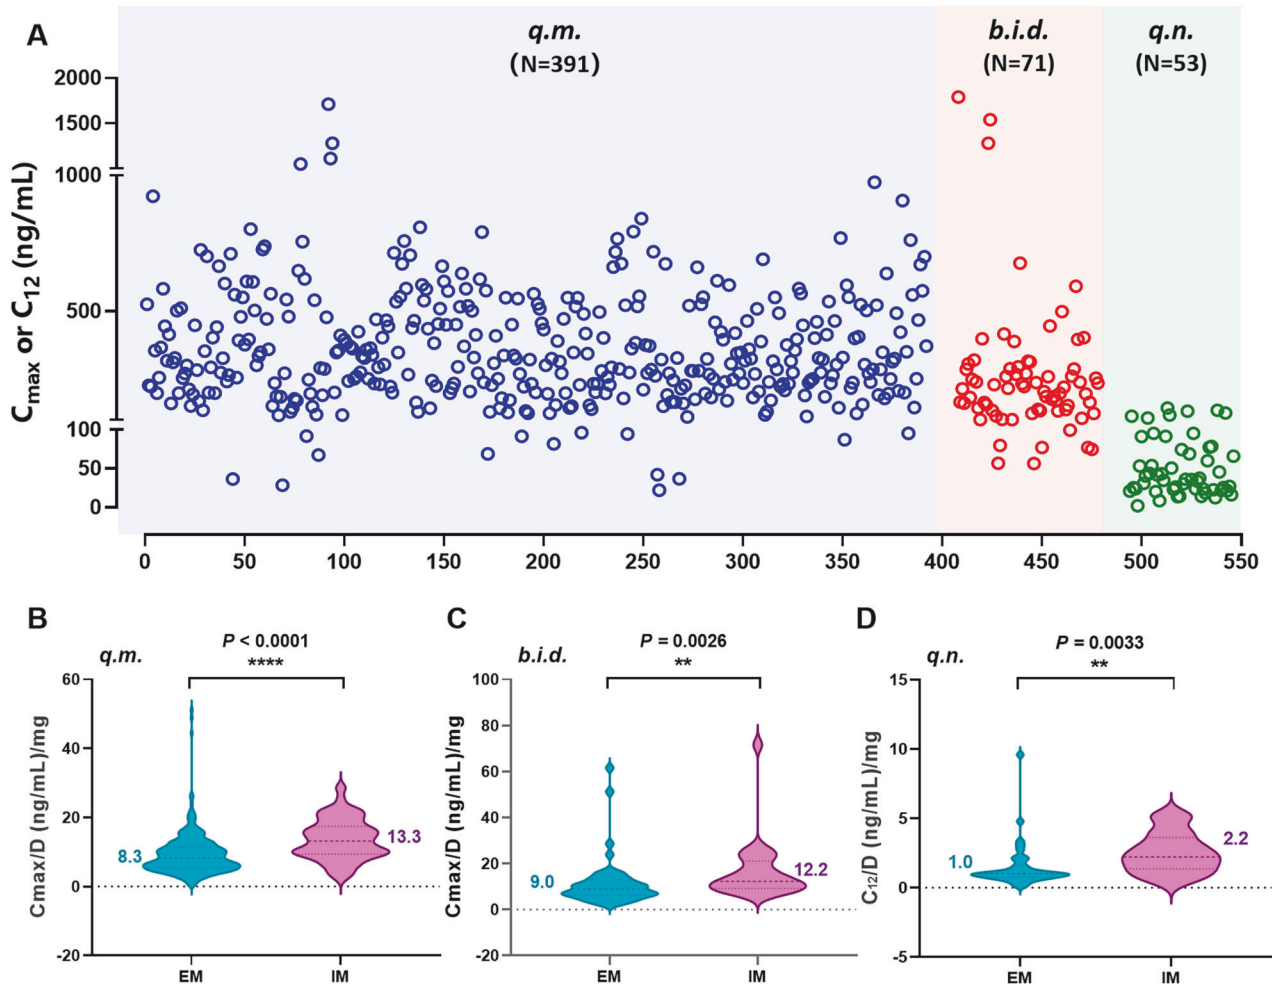 A
q.m.
(N=391)
b.i.d.
(N=71)
q.n.
(N=53)
Cmax or C12 (ng/mL)
2000
1500
1000
500
100
50
0
0 50 100 150 200 250 300 350 400 450 500 550
B
q.m.
P < 0.0001
****
Cmax/D (ng/mL)/mg
60
40
20
0
-20
8.3
13.3
EM IM
C
b.i.d.
P = 0.0026
**
Cmax/D (ng/mL)/mg
100
80
60
40
20
0
-20
9.0
12.2
EM IM
D
q.n.
P = 0.0033
**
C12/D (ng/mL)/mg
15
10
5
0
-5
1.0
2.2
EM IM